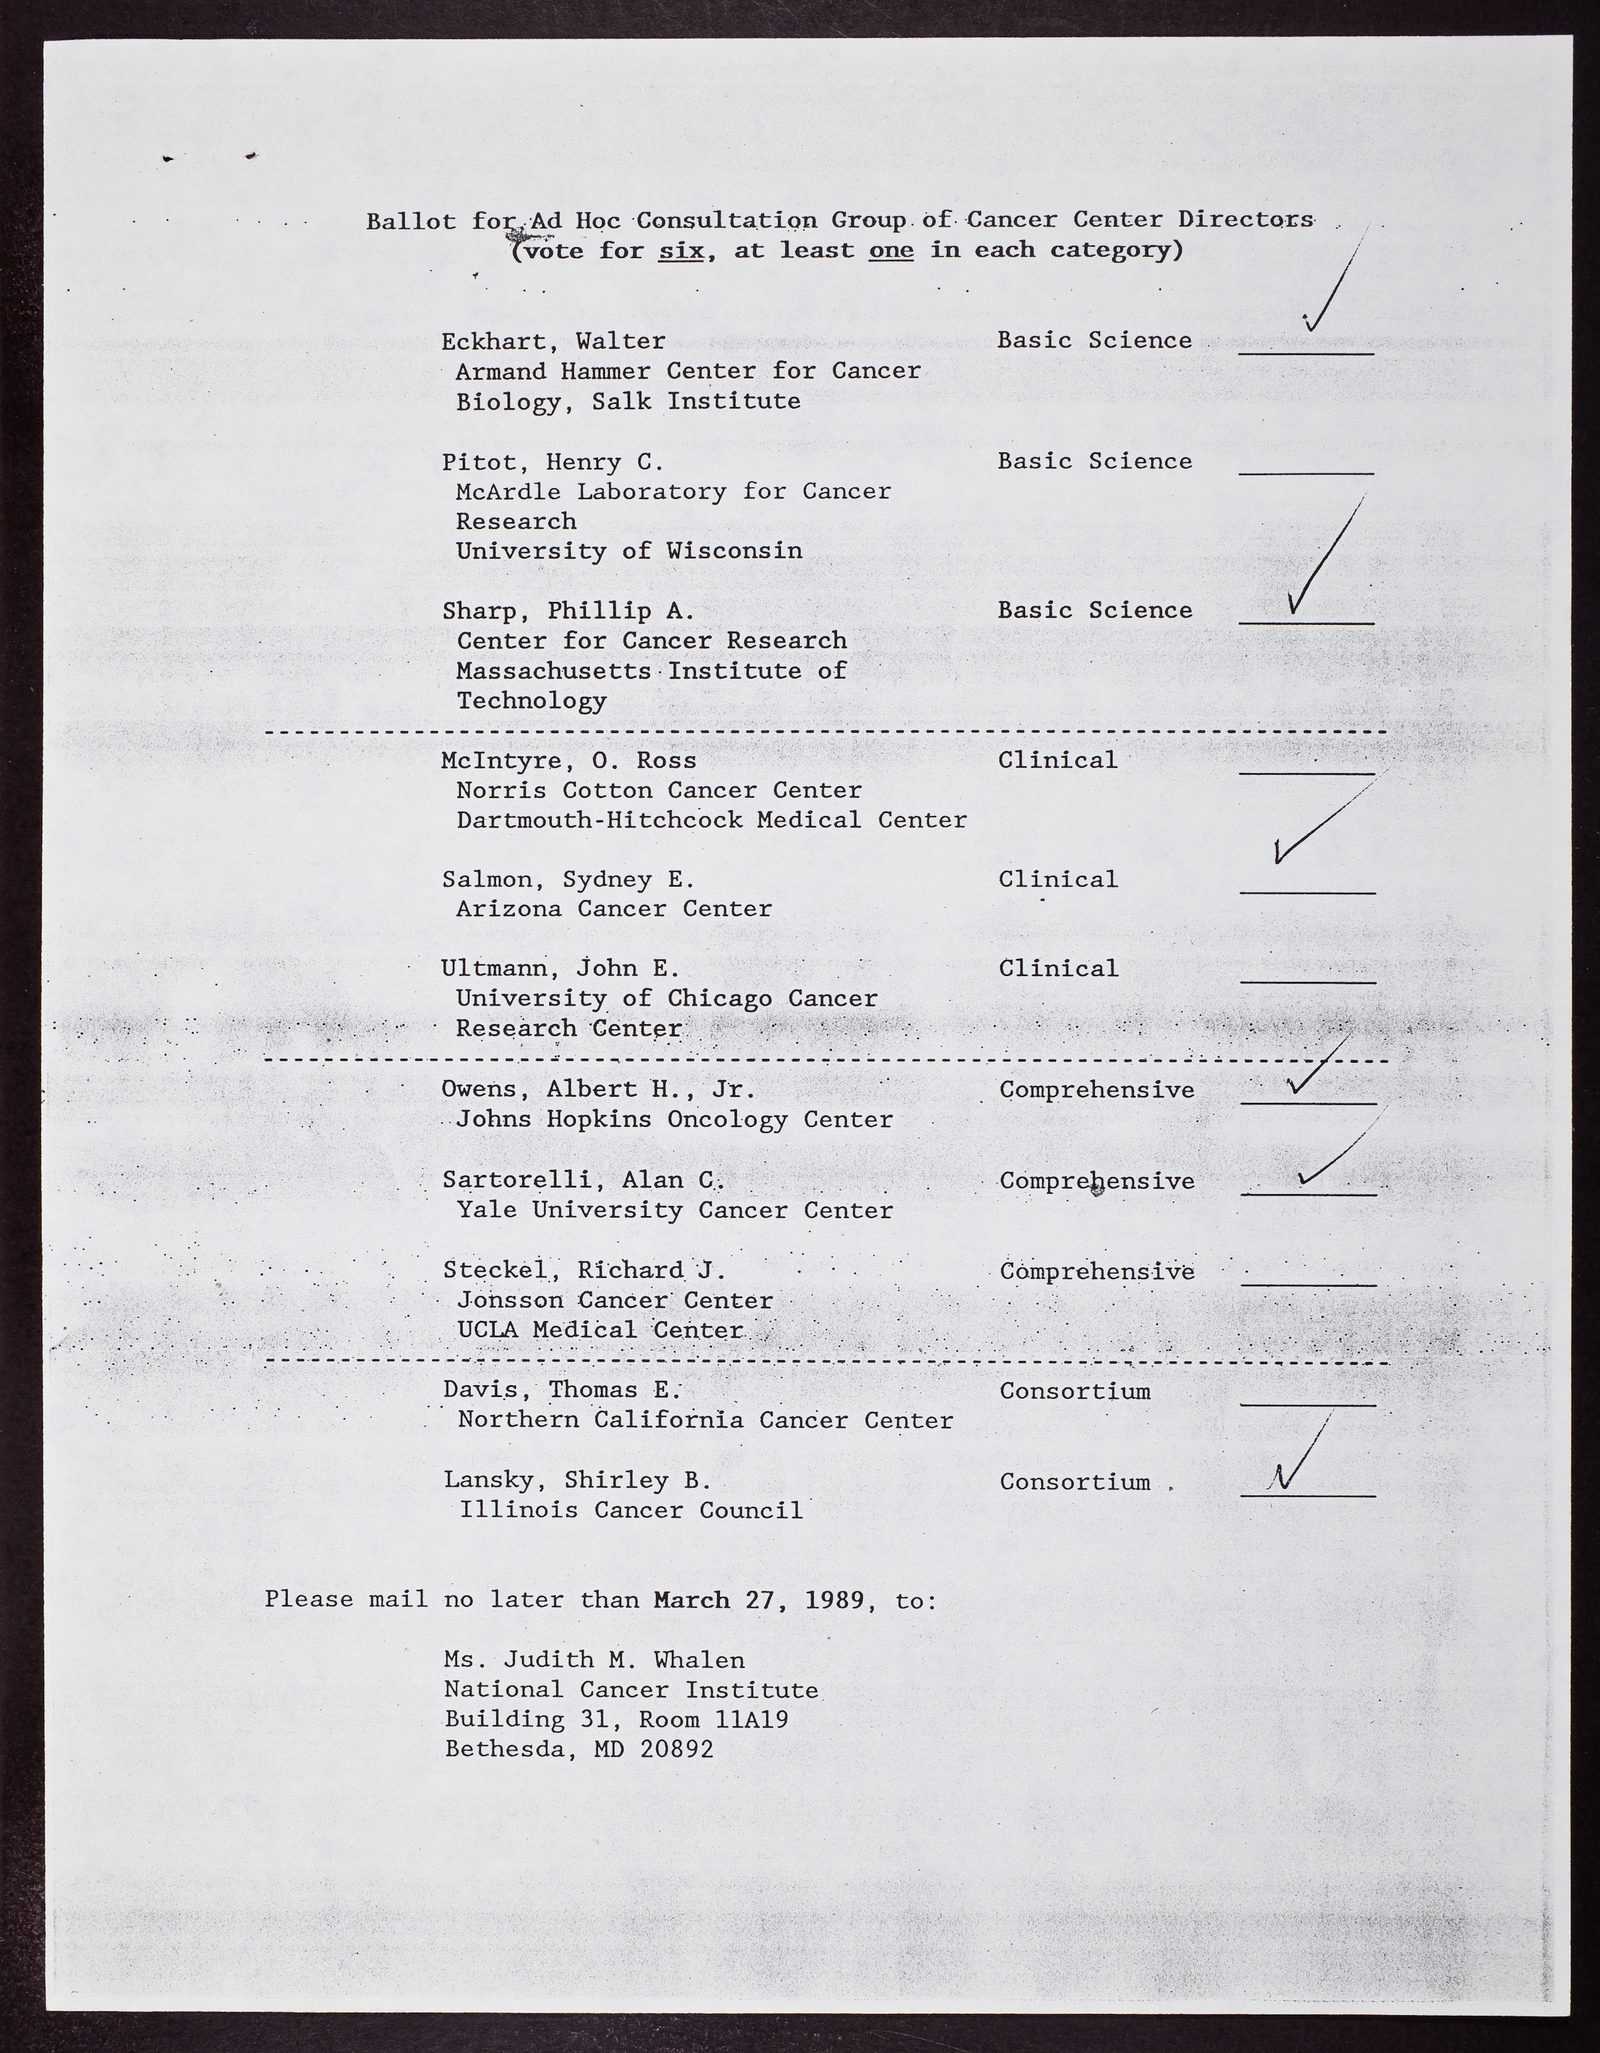 Ballot for Ad Hoc Consultation Group of Cancer Center Directors
(vote for six, at least one in each category)
Eckhart, Walter Basic Science ✓
Armand Hammer Center for Cancer
Biology, Salk Institute
Pitot, Henry C. Basic Science
McArdle Laboratory for Cancer
Research
University of Wisconsin
Sharp, Phillip A. Basic Science ✓
Center for Cancer Research
Massachusetts Institute of
Technology
McIntyre, O. Ross Clinical
Norris Cotton Cancer Center
Dartmouth-Hitchcock Medical Center
Salmon, Sydney E. Clinical ✓
Arizona Cancer Center
Ultmann, John E. Clinical
University of Chicago Cancer
Research Center
Owens, Albert H., Jr. Comprehensive ✓
Johns Hopkins Oncology Center
Sartorelli, Alan C. Comprehensive ✓
Yale University Cancer Center
Steckel, Richard J. Comprehensive
Jonsson Cancer Center
UCLA Medical Center
Davis, Thomas E. Consortium
Northern California Cancer Center
Lansky, Shirley B. Consortium ✓
Illinois Cancer Council
Please mail no later than March 27, 1989, to:
Ms. Judith M. Whalen
National Cancer Institute
Building 31, Room 11A19
Bethesda, MD 20892